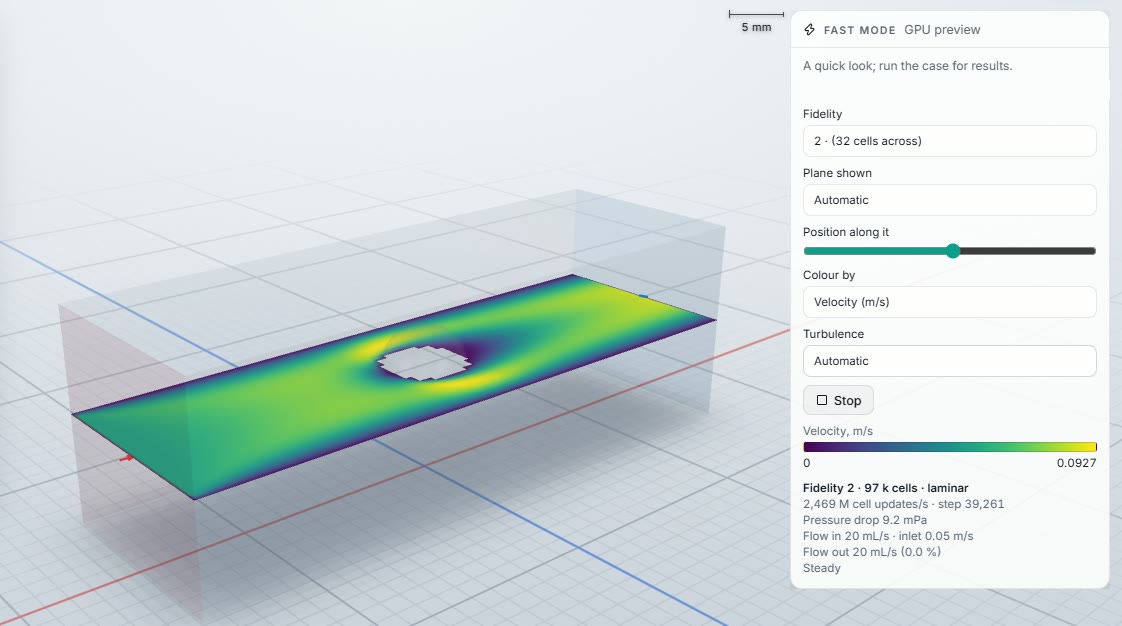 5 mm
FAST MODE GPU preview
A quick look; run the case for results.
Fidelity
2 · (32 cells across)
Plane shown
Automatic
Position along it
Colour by
Velocity (m/s)
Turbulence
Automatic
Stop
Velocity, m/s
0 0.0927
Fidelity 2 · 97 k cells · laminar
2,469 M cell updates/s · step 39,261
Pressure drop 9.2 mPa
Flow in 20 mL/s · inlet 0.05 m/s
Flow out 20 mL/s (0.0 %)
Steady